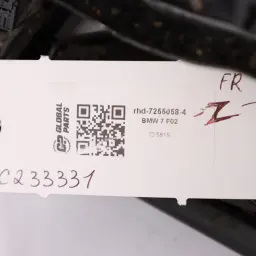 FR
GLOBAL PARTS
rhd-7255058-4
BMW 7 F02
-Z-
C233331